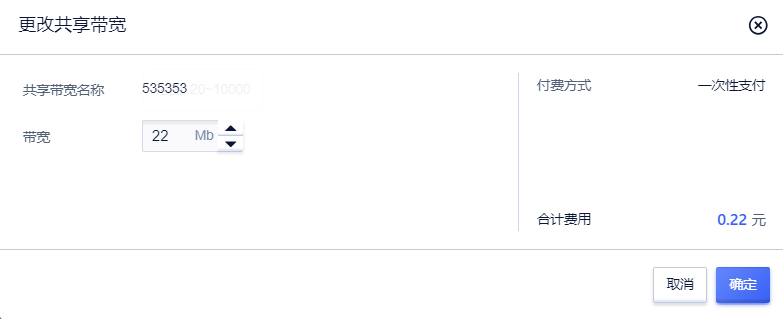 更改共享带宽
共享带宽名称 535353 20~10000
带宽 22 Mb
付费方式 一次性支付
合计费用 0.22 元
取消 确定